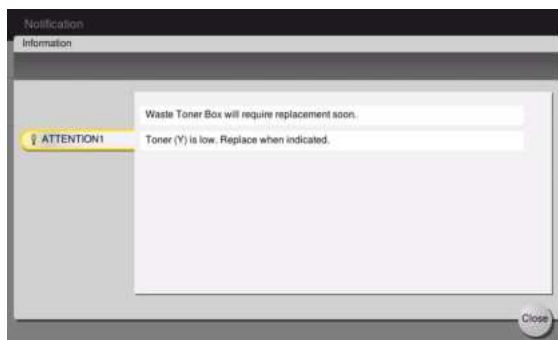 Notification
Information
Waste Toner Box will require replacement soon.
ATTENTION1
Toner (Y) is low. Replace when indicated.
Close